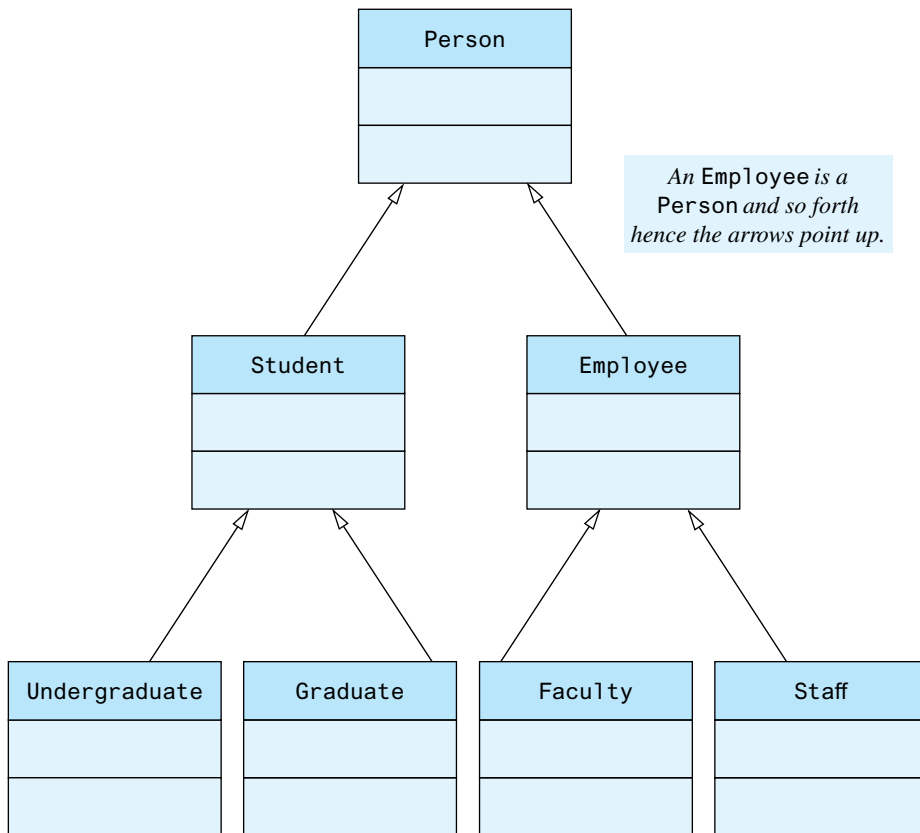 Person
An Employee is a
Person and so forth
hence the arrows point up.
Student
Employee
Undergraduate
Graduate
Faculty
Staff